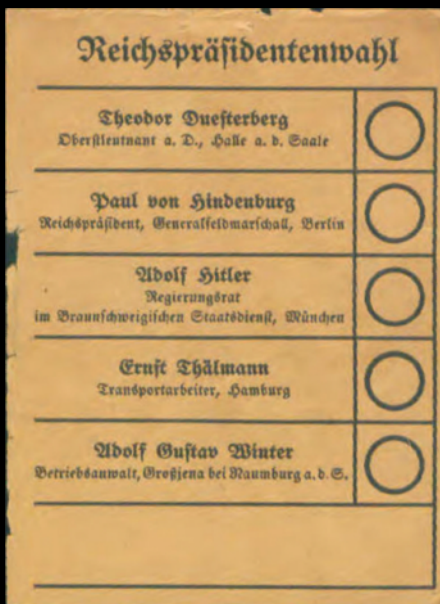 Reichspräsidentenwahl
Theodor Duesterberg
Oberstleutnant a. D., Halle a. d. Saale
Paul von Hindenburg
Reichspräsident, Generalfeldmarschall, Berlin
Adolf Hitler
Regierungsrat
im Braunschweigischen Staatsdienst, München
Ernst Thälmann
Transportarbeiter, Hamburg
Adolf Gustav Winter
Betriebsanwalt, Großjena bei Naumburg a. d. S.